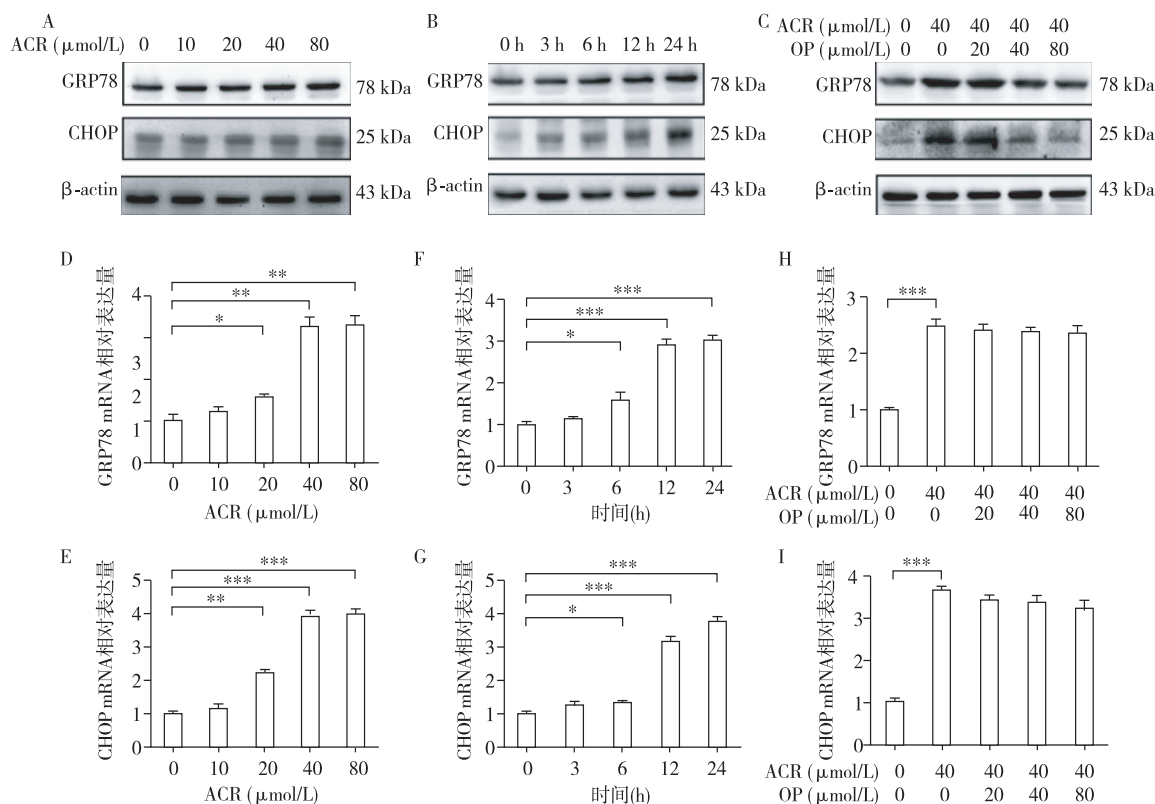 A
ACR (μmol/L) 0 10 20 40 80
GRP78 78 kDa
CHOP 25 kDa
β-actin 43 kDa
B
0 h 3 h 6 h 12 h 24 h
GRP78 78 kDa
CHOP 25 kDa
β-actin 43 kDa
C
ACR (μmol/L) 0 40 40 40 40
OP (μmol/L) 0 0 20 40 80
GRP78 78 kDa
CHOP 25 kDa
β-actin 43 kDa
D
GRP78 mRNA相对表达量
4
3
2
1
0
**
**
*
0 10 20 40 80
ACR (μmol/L)
F
GRP78 mRNA相对表达量
4
3
2
1
0
***
***
*
0 3 6 12 24
时间(h)
H
GRP78 mRNA相对表达量
3
2
1
0
***
ACR (μmol/L) 0 40 40 40 40
OP (μmol/L) 0 0 20 40 80
E
CHOP mRNA相对表达量
5
4
3
2
1
0
***
***
**
0 10 20 40 80
ACR (μmol/L)
G
CHOP mRNA相对表达量
5
4
3
2
1
0
***
***
*
0 3 6 12 24
时间(h)
I
CHOP mRNA相对表达量
4
3
2
1
0
***
ACR (μmol/L) 0 40 40 40 40
OP (μmol/L) 0 0 20 40 80